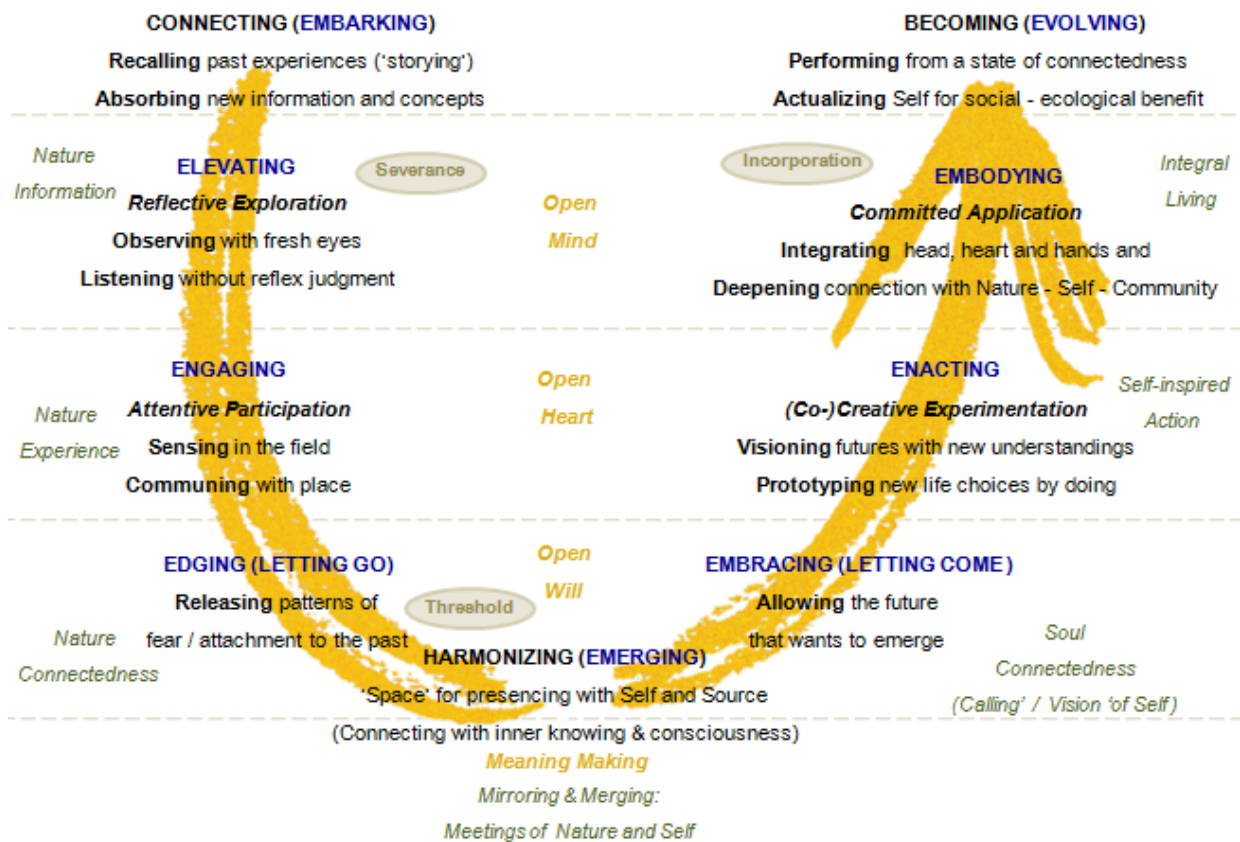 CONNECTING (EMBARKING)
Recalling past experiences ('storying')
Absorbing new information and concepts
BECOMING (EVOLVING)
Performing from a state of connectedness
Actualizing Self for social - ecological benefit
Nature
Information
ELEVATING
Reflective Exploration
Observing with fresh eyes
Listening without reflex judgment
Severance
Open
Mind
Incorporation
EMBODYING
Committed Application
Integrating head, heart and hands and
Deepening connection with Nature - Self - Community
Integral
Living
Nature
Experience
ENGAGING
Attentive Participation
Sensing in the field
Communing with place
Open
Heart
ENACTING
(Co-)Creative Experimentation
Visioning futures with new understandings
Prototyping new life choices by doing
Self-inspired
Action
EDGING (LETTING GO)
Releasing patterns of
fear / attachment to the past
Nature
Connectedness
Threshold
Open
Will
EMBRACING (LETTING COME)
Allowing the future
that wants to emerge
Soul
Connectedness
(Calling' / Vision 'of Self)
HARMONIZING (EMERGING)
'Space' for presencing with Self and Source
(Connecting with inner knowing & consciousness)
Meaning Making
Mirroring & Merging:
Meetings of Nature and Self